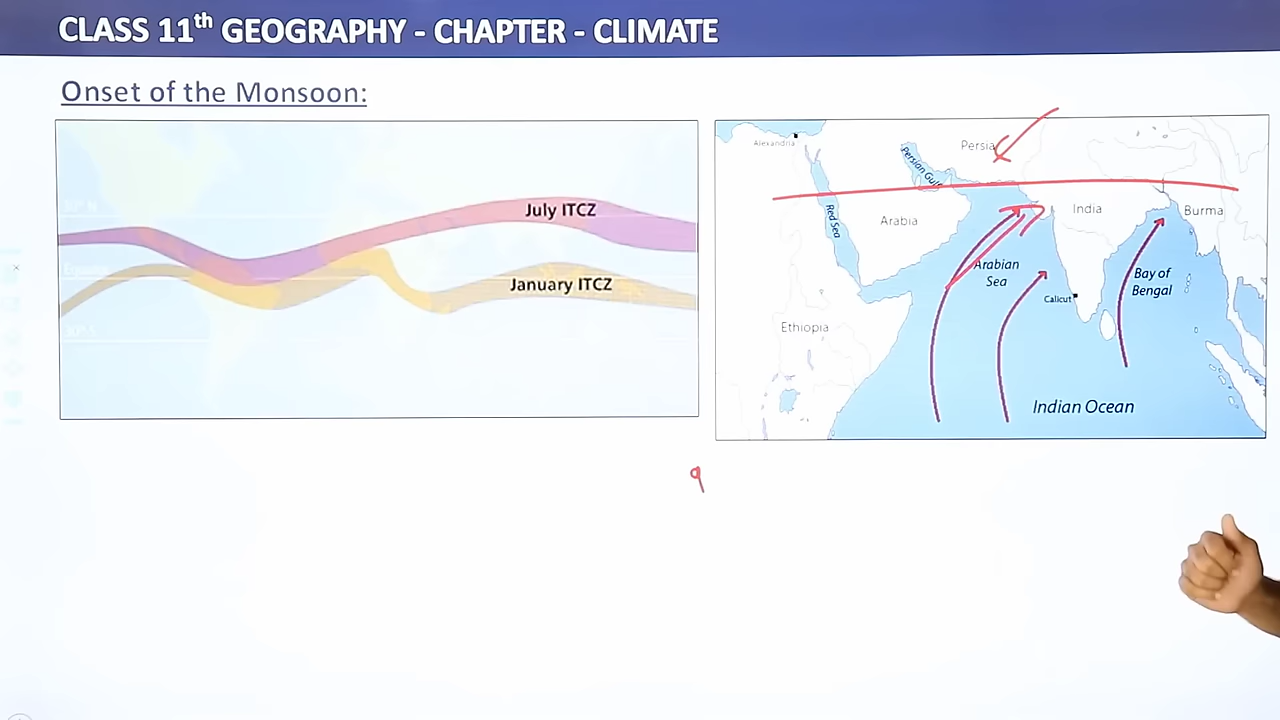 CLASS 11th GEOGRAPHY - CHAPTER - CLIMATE
Onset of the Monsoon:
July ITCZ
January ITCZ
Alexandria
Persian Gulf
Persia
Red Sea
Arabia
India
Burma
Arabian
Sea
Bay of
Bengal
Calicut
Ethiopia
Indian Ocean
9